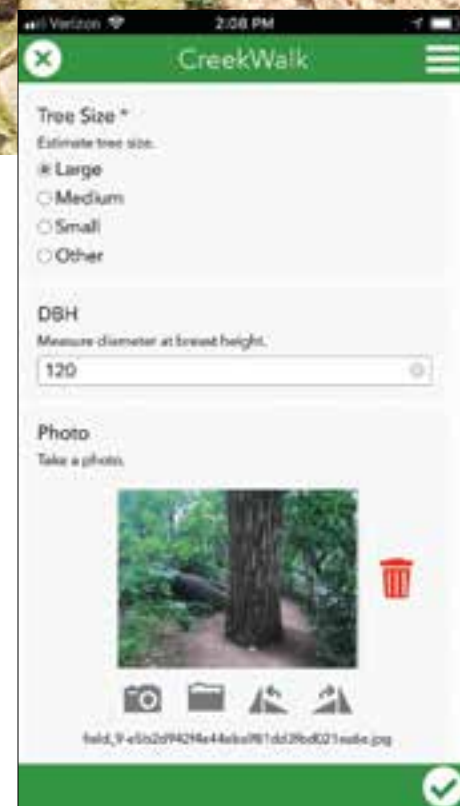 Verizon 2:08 PM
CreekWalk
Tree Size *
Estimate tree size.
Large
Medium
Small
Other
DBH
Measure diameter at breast height.
120
Photo
Take a photo.